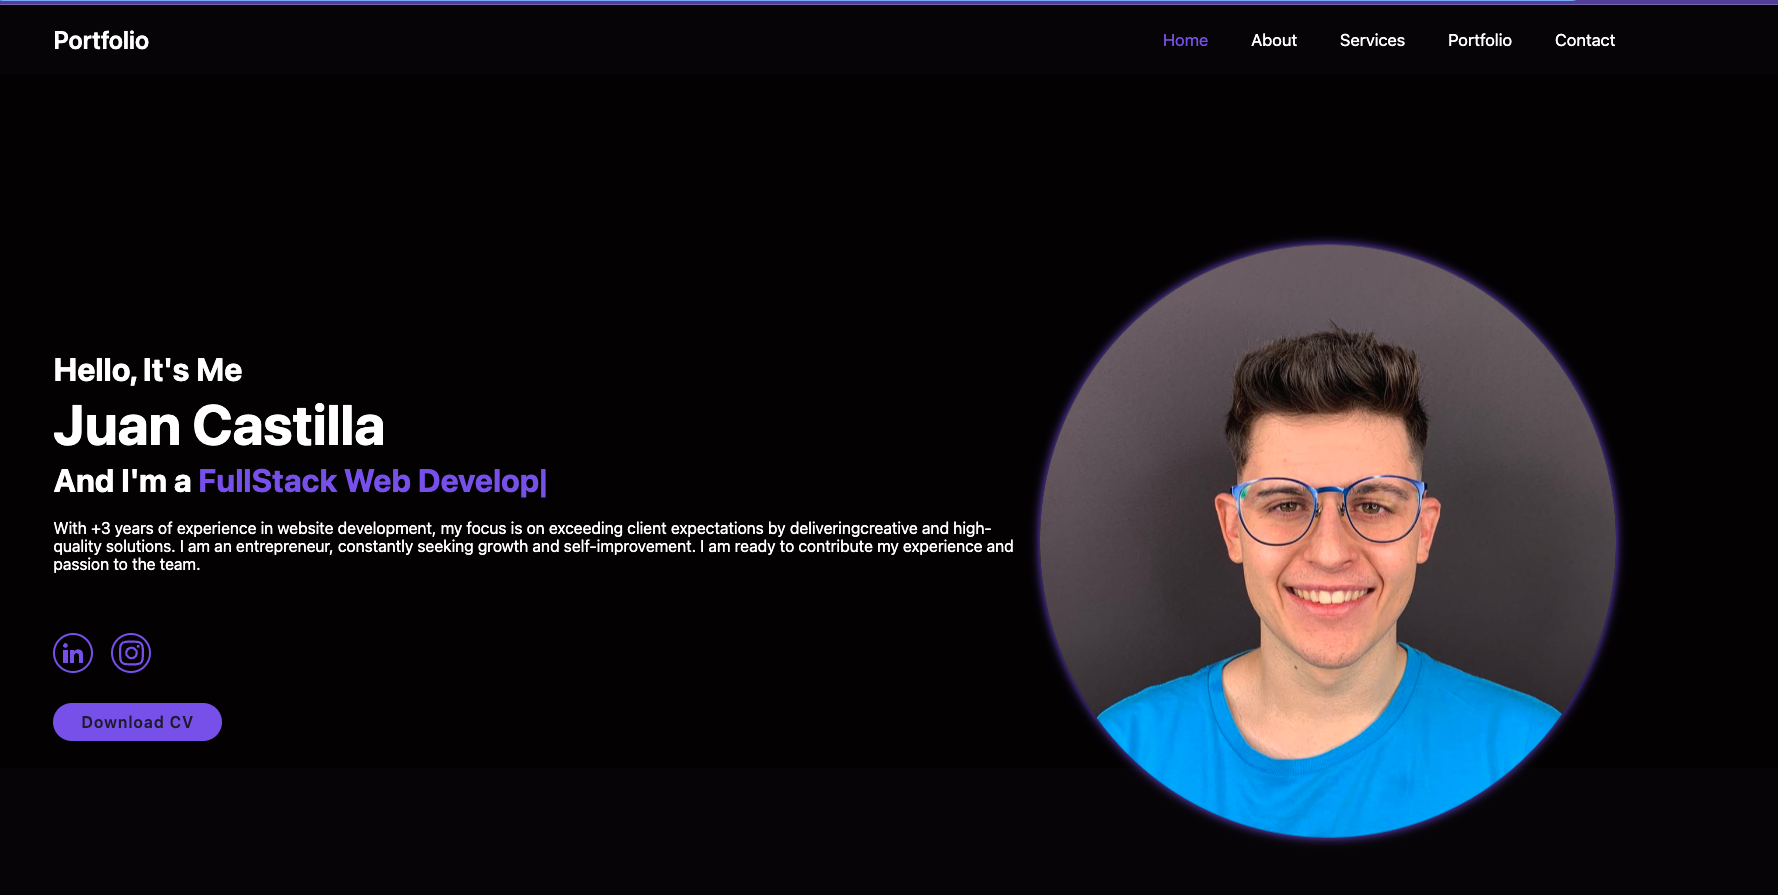 Portfolio
Home About Services Portfolio Contact
Hello, It's Me
Juan Castilla
And I'm a FullStack Web Develop|
With +3 years of experience in website development, my focus is on exceeding client expectations by deliveringcreative and high-
quality solutions. I am an entrepreneur, constantly seeking growth and self-improvement. I am ready to contribute my experience and
passion to the team.
in
Download CV